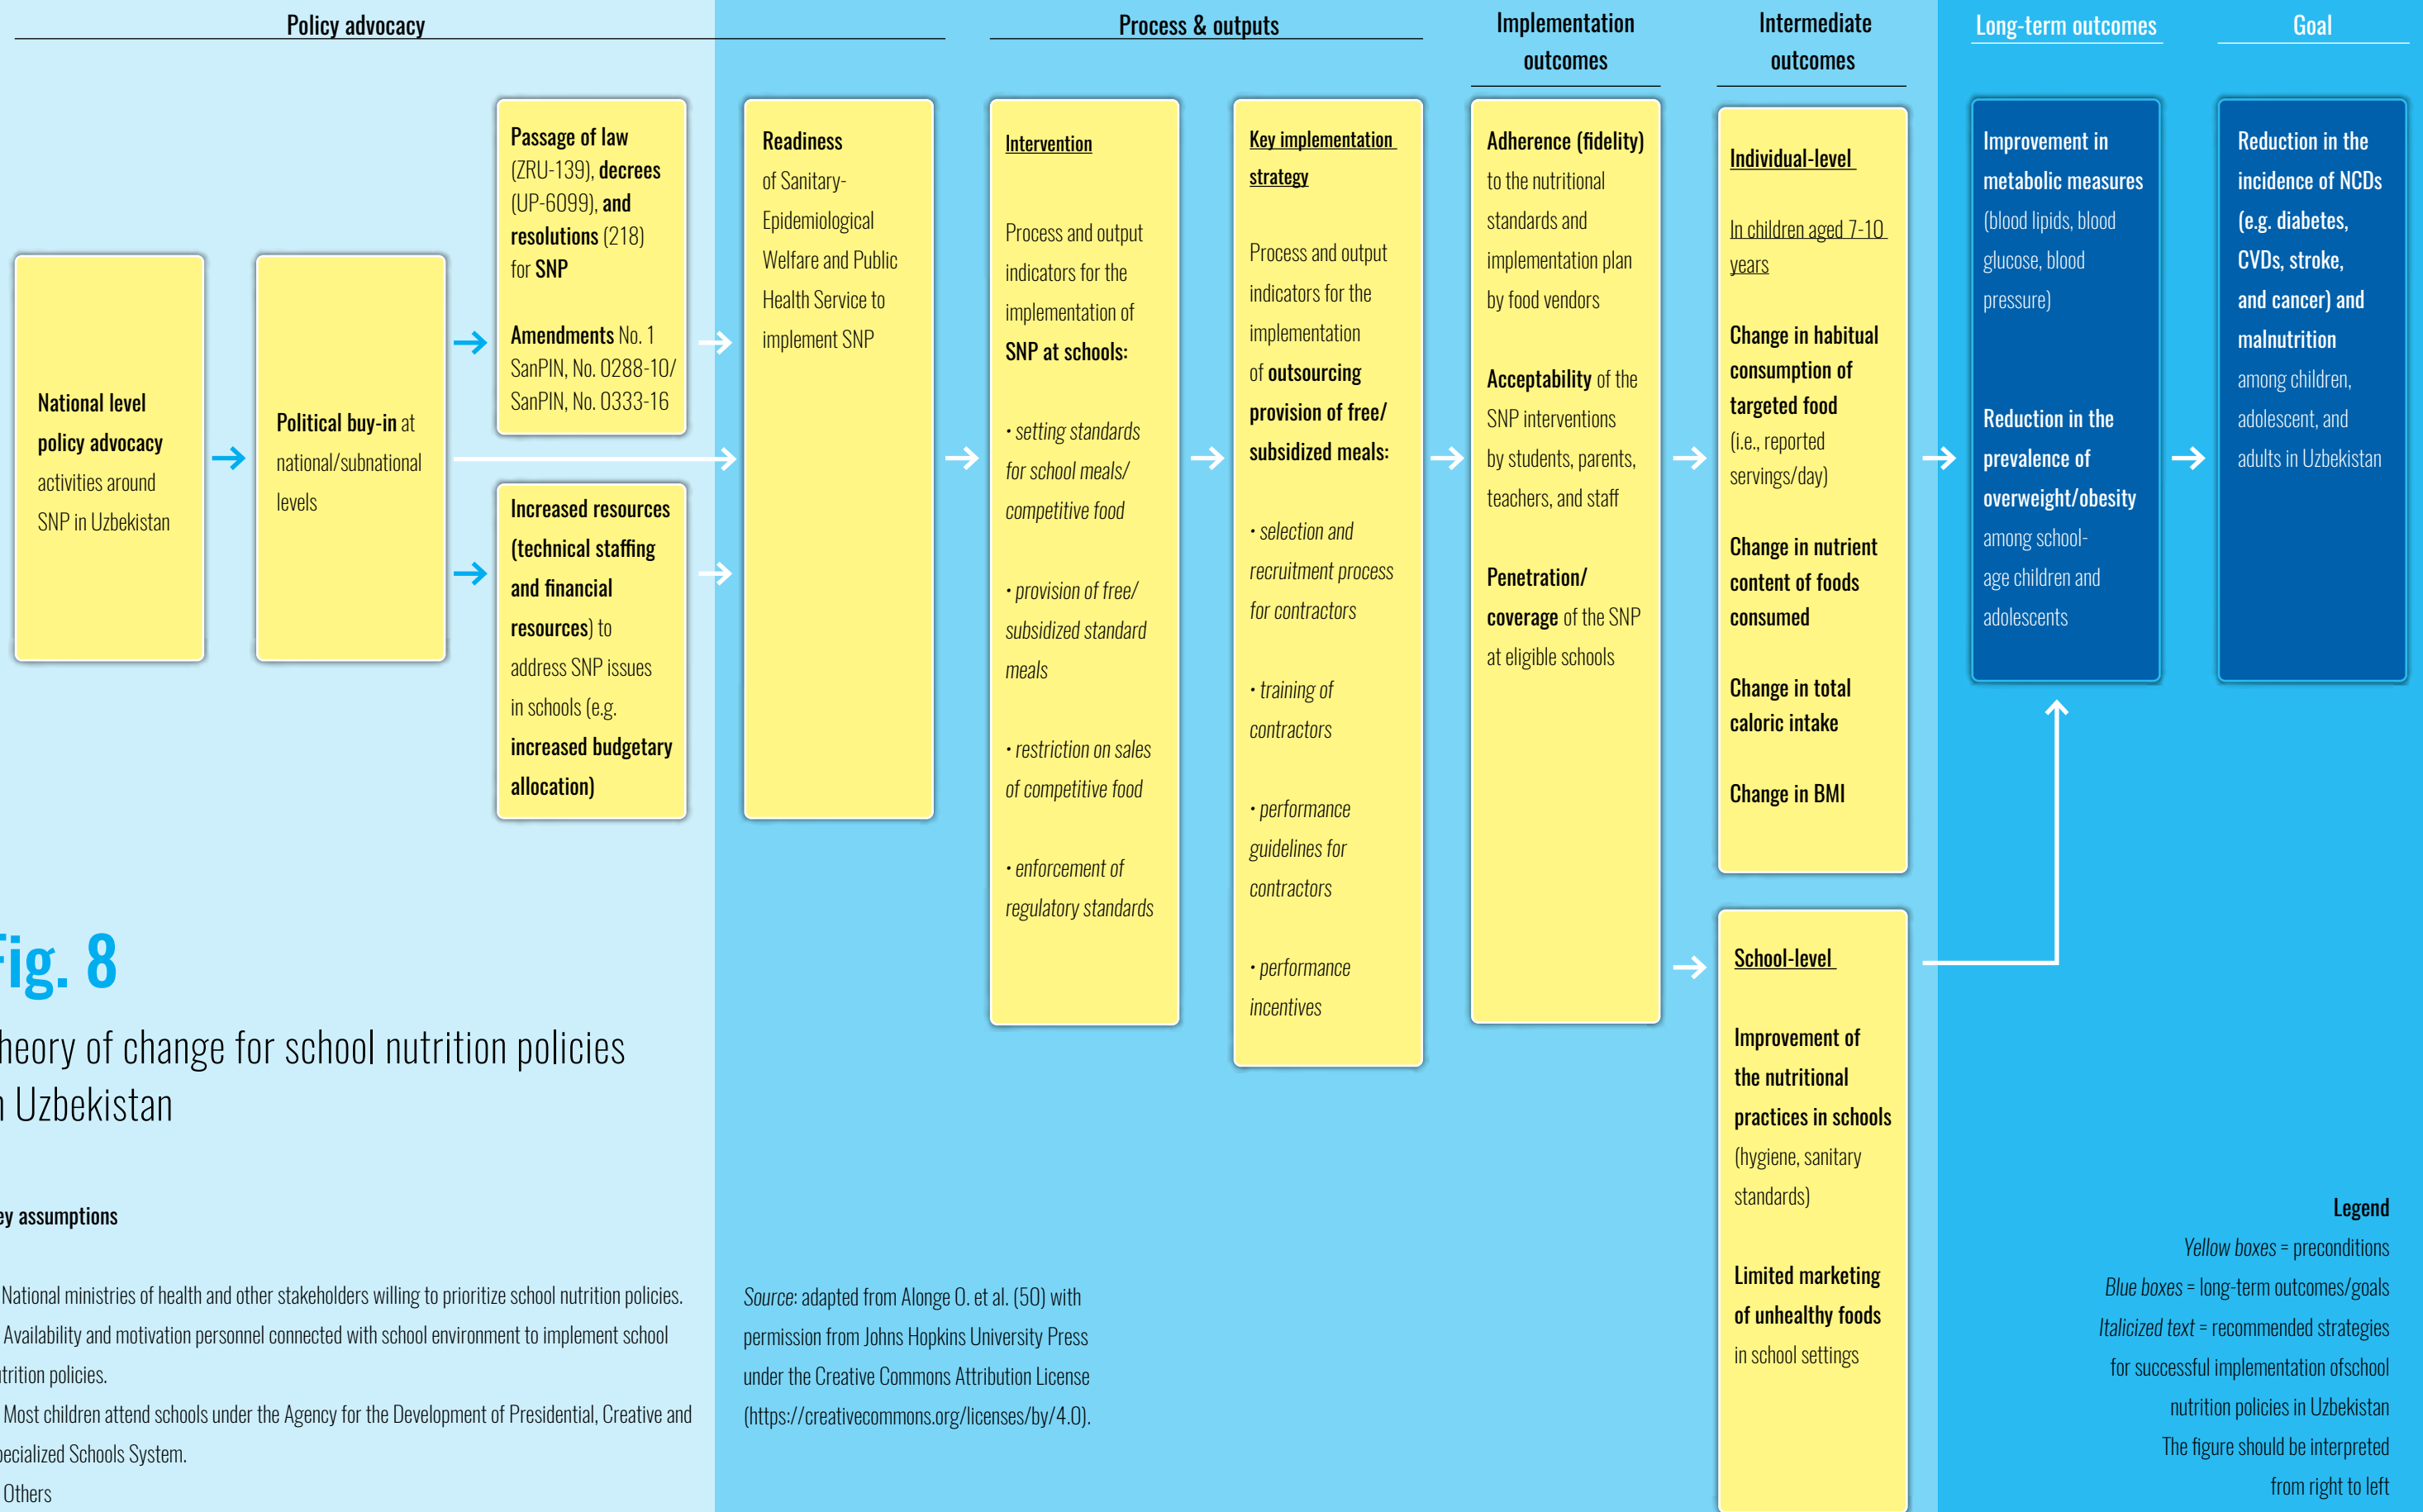 Policy advocacy
Process & outputs
Implementation
outcomes
Intermediate
outcomes
Long-term outcomes
Goal
National level
policy advocacy
activities around
SNP in Uzbekistan
Political buy-in at
national/subnational
levels
Passage of law
(ZRU-139), decrees
(UP-6099), and
resolutions (218)
for SNP
Amendments No. 1
SanPIN, No. 0288-10/
SanPIN, No. 0333-16
Increased resources
(technical staffing
and financial
resources) to
address SNP issues
in schools (e.g.
increased budgetary
allocation)
Readiness
of Sanitary-
Epidemiological
Welfare and Public
Health Service to
implement SNP
Intervention
Process and output
indicators for the
implementation of
SNP at schools:
• setting standards
for school meals/
competitive food
• provision of free/
subsidized standard
meals
• restriction on sales
of competitive food
• enforcement of
regulatory standards
Key implementation
strategy
Process and output
indicators for the
implementation
of outsourcing
provision of free/
subsidized meals:
• selection and
recruitment process
for contractors
• training of
contractors
• performance
guidelines for
contractors
• performance
incentives
Adherence (fidelity)
to the nutritional
standards and
implementation plan
by food vendors
Acceptability of the
SNP interventions
by students, parents,
teachers, and staff
Penetration/
coverage of the SNP
at eligible schools
Individual-level
In children aged 7-10
years
Change in habitual
consumption of
targeted food
(i.e., reported
servings/day)
Change in nutrient
content of foods
consumed
Change in total
caloric intake
Change in BMI
School-level
Improvement of
the nutritional
practices in schools
(hygiene, sanitary
standards)
Limited marketing
of unhealthy foods
in school settings
Improvement in
metabolic measures
(blood lipids, blood
glucose, blood
pressure)
Reduction in the
prevalence of
overweight/obesity
among school-
age children and
adolescents
Reduction in the
incidence of NCDs
(e.g. diabetes,
CVDs, stroke,
and cancer) and
malnutrition
among children,
adolescent, and
adults in Uzbekistan
Fig. 8
heory of change for school nutrition policies
n Uzbekistan
ey assumptions
National ministries of health and other stakeholders willing to prioritize school nutrition policies.
Availability and motivation personnel connected with school environment to implement school
utrition policies.
Most children attend schools under the Agency for the Development of Presidential, Creative and
pecialized Schools System.
Others
Source: adapted from Alonge O. et al. (50) with
permission from Johns Hopkins University Press
under the Creative Commons Attribution License
(https://creativecommons.org/licenses/by/4.0).
Legend
Yellow boxes = preconditions
Blue boxes = long-term outcomes/goals
Italicized text = recommended strategies
for successful implementation ofschool
nutrition policies in Uzbekistan
The figure should be interpreted
from right to left